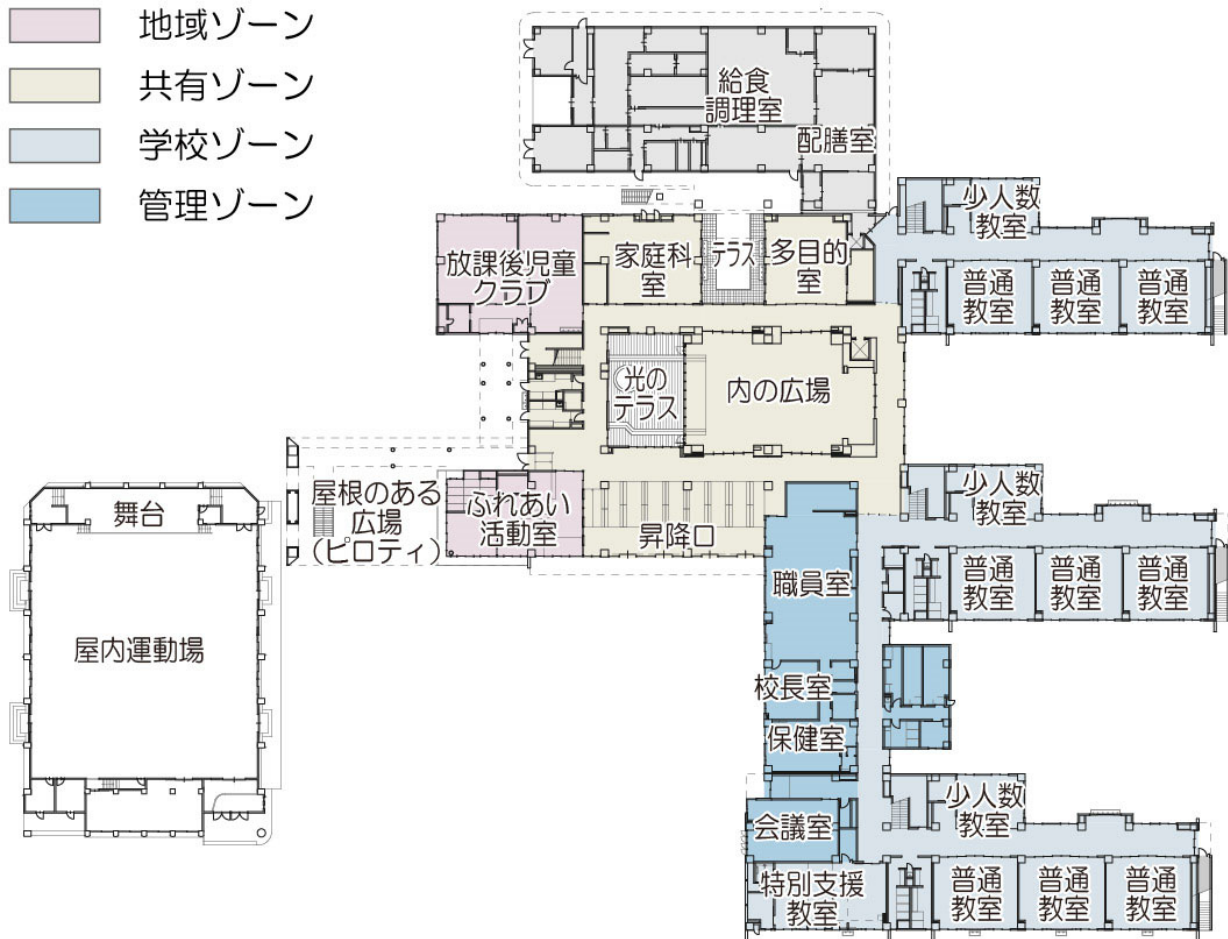 地域ゾーン
共有ゾーン
学校ゾーン
管理ゾーン
給食
調理室
配膳室
少人数
教室
放課後児童
クラブ
家庭科
室
テラス
多目的
室
普通
教室
普通
教室
普通
教室
光の
テラス
内の広場
舞台
屋根のある
広場
(ピロティ)
ふれあい
活動室
昇降口
少人数
教室
職員室
普通
教室
普通
教室
普通
教室
屋内運動場
校長室
保健室
少人数
教室
会議室
特別支援
教室
普通
教室
普通
教室
普通
教室